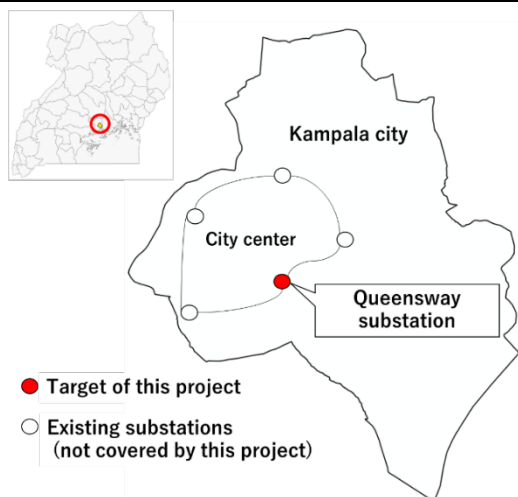 Kampala city
City center
Queensway
substation
Target of this project
Existing substations
(not covered by this project)